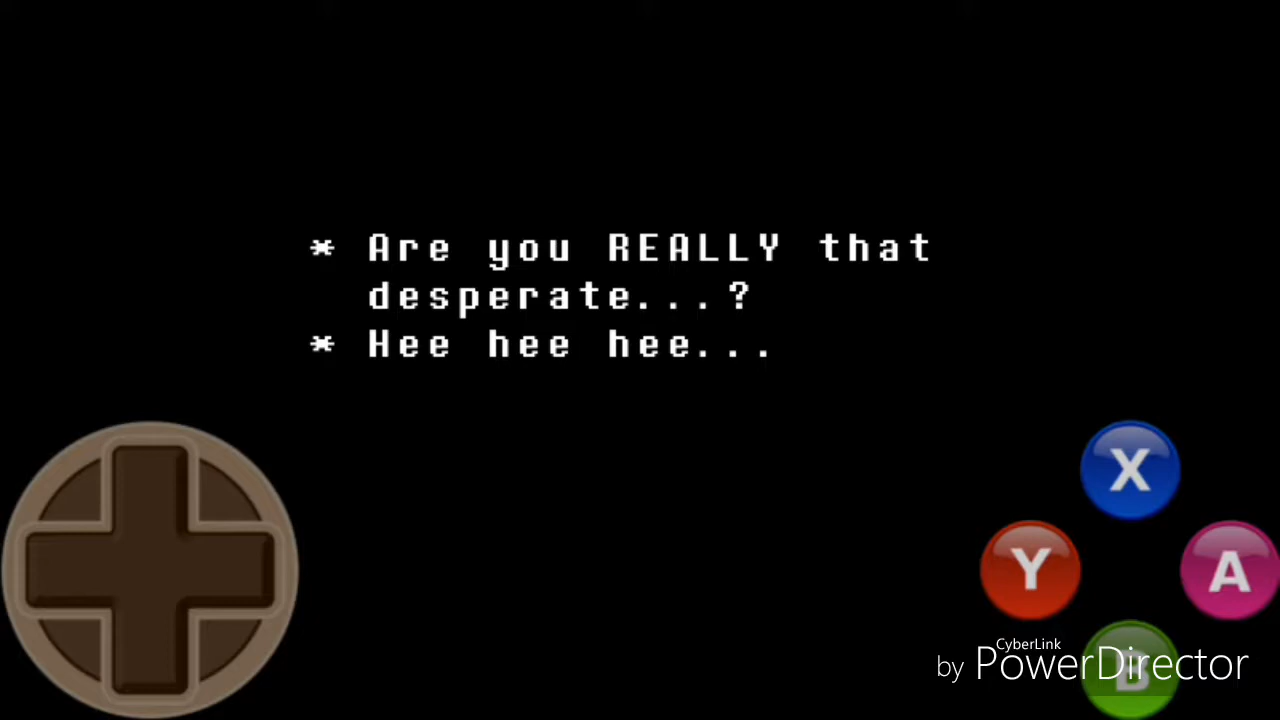 * Are you REALLY that
desperate...?
* Hee hee hee...
X
Y
A
B
CyberLink
by PowerDirector